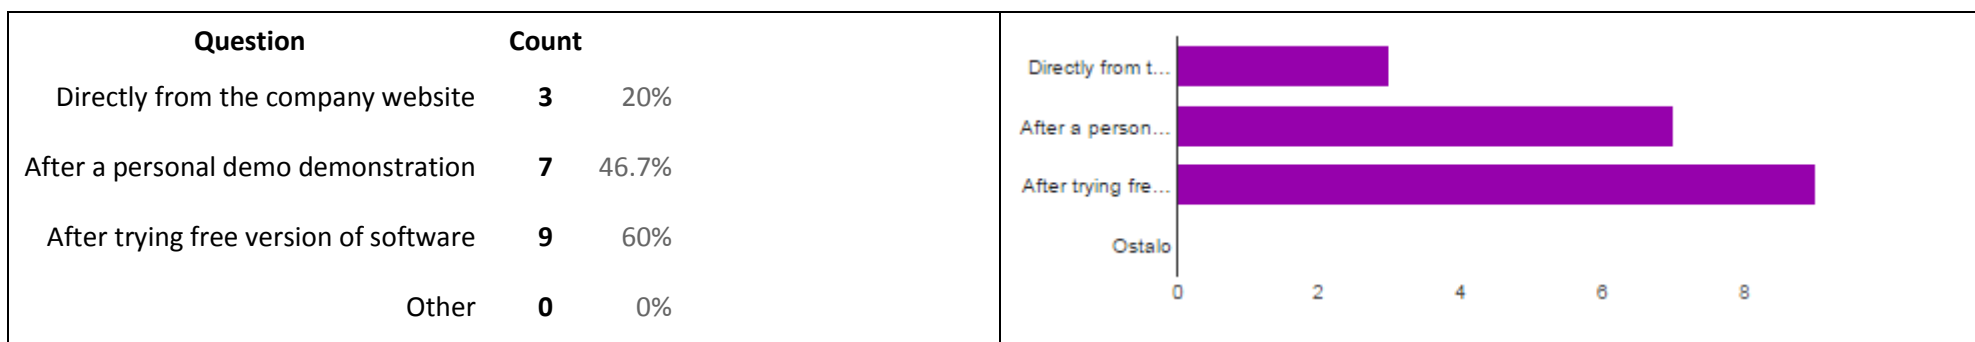 Question Count
Directly from the company website 3 20%
After a personal demo demonstration 7 46.7%
After trying free version of software 9 60%
Other 0 0%
Directly from t...
After a person...
After trying fre...
Ostalo
0 2 4 6 8